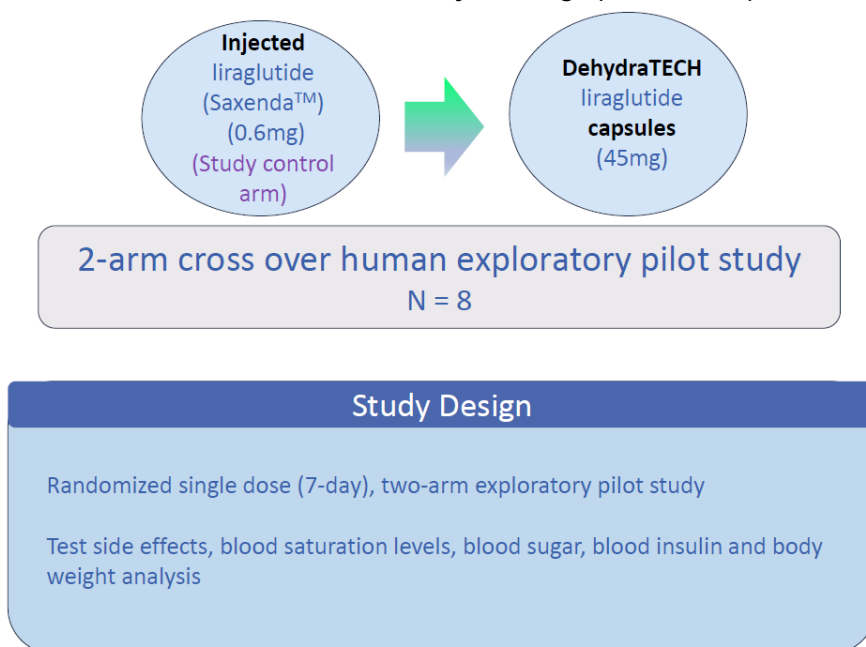 Injected
liraglutide
(Saxenda™)
(0.6mg)
(Study control
arm)
DehydraTECH
liraglutide
capsules
(45mg)
2-arm cross over human exploratory pilot study
N = 8
Study Design
Randomized single dose (7-day), two-arm exploratory pilot study
Test side effects, blood saturation levels, blood sugar, blood insulin and body
weight analysis